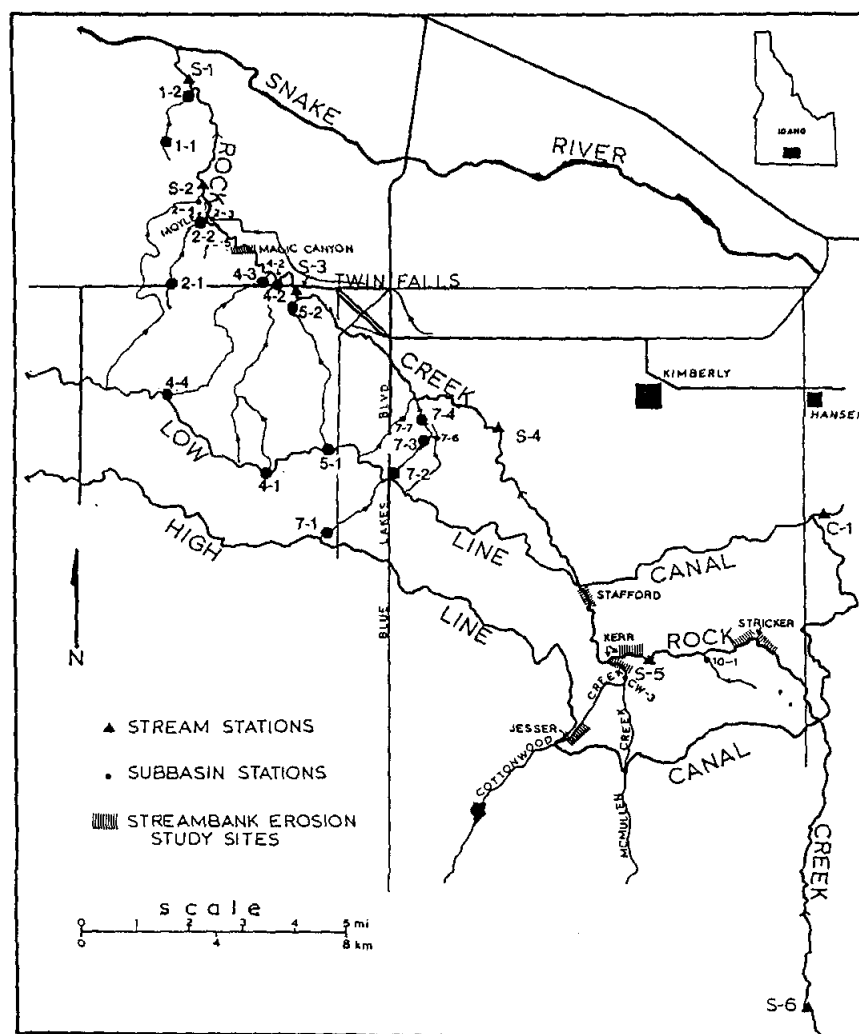 S-1
1-2
SNAKE
RIVER
IDAHO
1-1
ROCK
S-2
2-4
2-3
MOYLE
2-2
MAGIC CANYON
4-2
S-3
2-1
4-3
4-2
TWIN FALLS
5-2
CREEK
KIMBERLY
HANSEN
4-4
BLVD
7-4
7-7
7-6
7-3
S-4
LOW
5-1
4-1
7-2
LAKES
HIGH
7-1
LINE
CANAL
C-1
STAFFORD
BLUE
LINE
KERR
ROCK
STRICKER
S-5
10-1
N
CREEK
CW-3
JESSER
CREEK
CANAL
COTTONWOOD
MCMULLEN
CREEK
STREAM STATIONS
SUBBASIN STATIONS
STREAMBANK EROSION
STUDY SITES
scale
0 1 2 3 4 5 mi
0 4 8 km
S-6